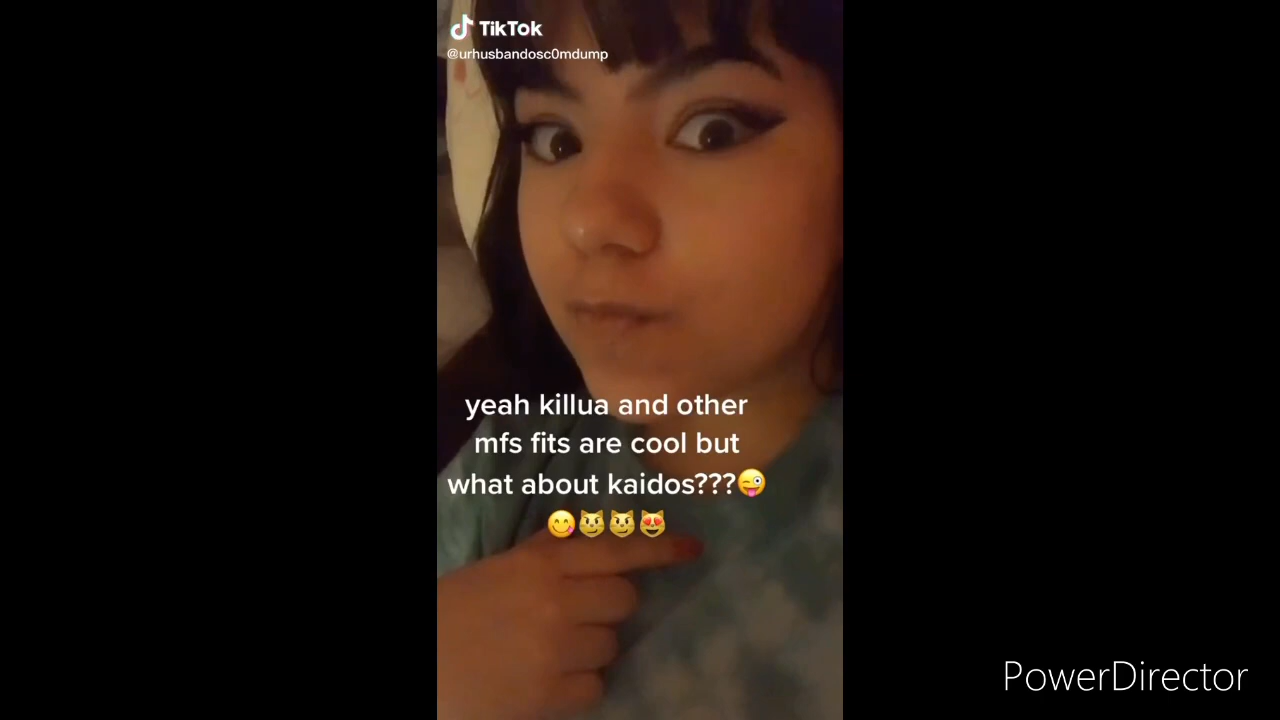 TikTok
@urhusbandosc0mdump
yeah killua and other
mfs fits are cool but
what about kaidos???😜
😋😼😼😻
PowerDirector